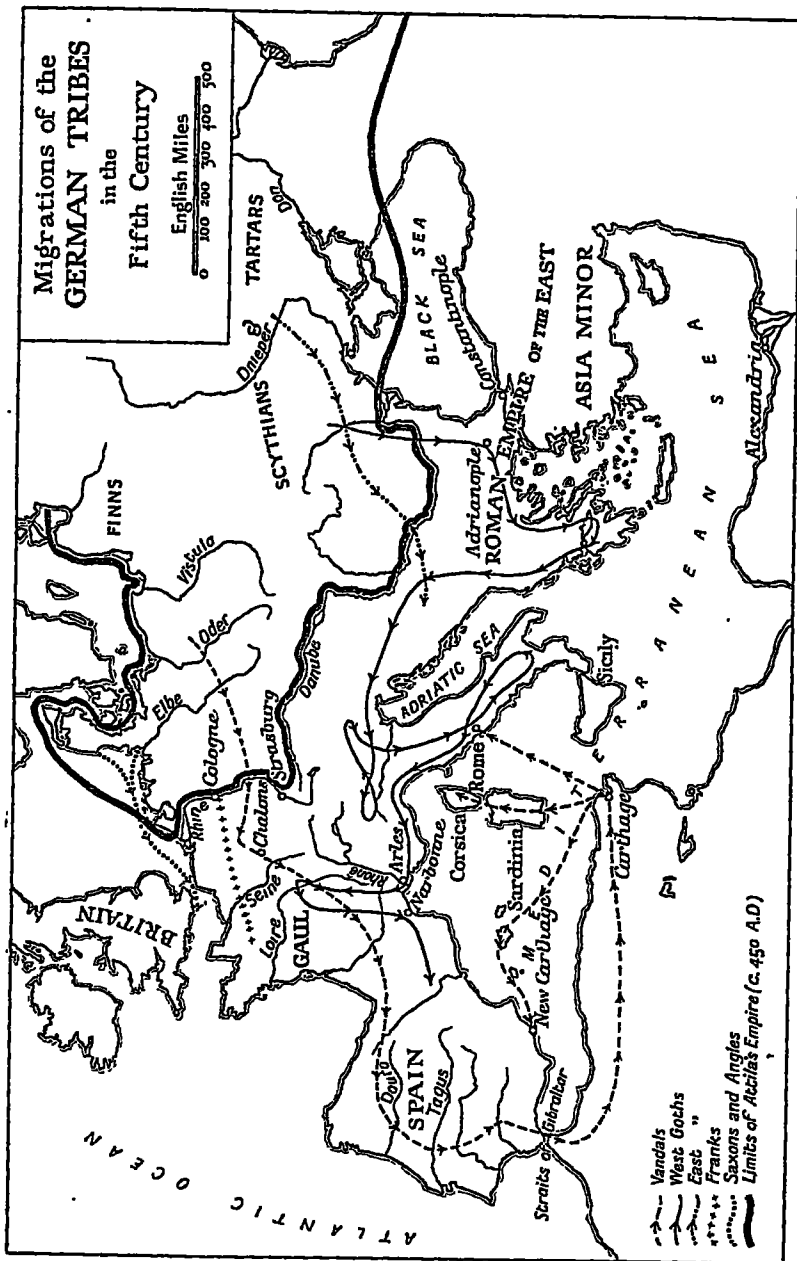 Migrations of the
GERMAN TRIBES
in the
Fifth Century
English Miles
0 100 200 300 400 500
ATLANTIC OCEAN
BRITAIN
FINNS
TARTARS
SCYTHIANS
Don
Dnieper
Vistula
Oder
Elbe
Cologne
Rhine
Strasburg
Chalons
Danube
Seine
Loire
GAUL
Rhone
Arles
Narbonne
BLACK SEA
Constantinople
Adrianople
ROMAN EMPIRE OF THE EAST
ASIA MINOR
ADRIATIC SEA
Rome
Corsica
Sardinia
Sicily
SPAIN
Douro
Tagus
New Carthage
Straits of Gibraltar
Carthage
MEDITERRANEAN SEA
Alexandria
Vandals
West Goths
East "
Franks
Saxons and Angles
Limits of Attila's Empire (c. 450 A.D)